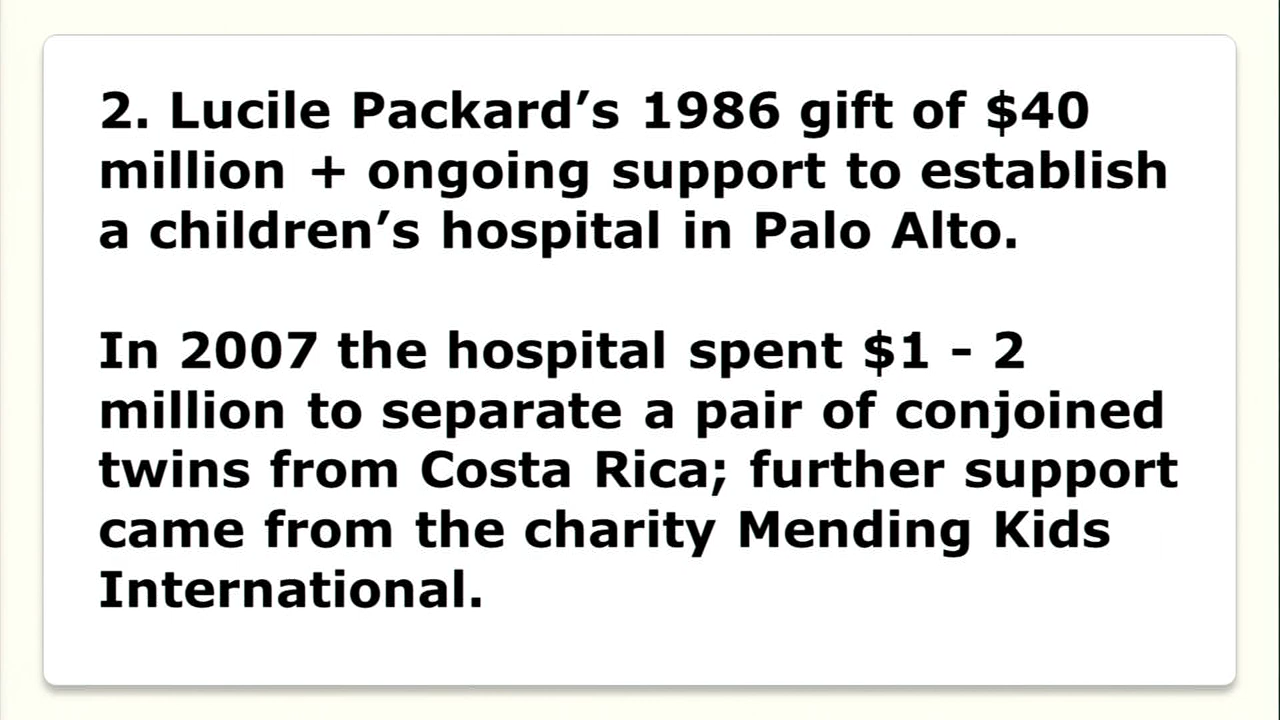 2. Lucile Packard’s 1986 gift of $40
million + ongoing support to establish
a children’s hospital in Palo Alto.
In 2007 the hospital spent $1 - 2
million to separate a pair of conjoined
twins from Costa Rica; further support
came from the charity Mending Kids
International.